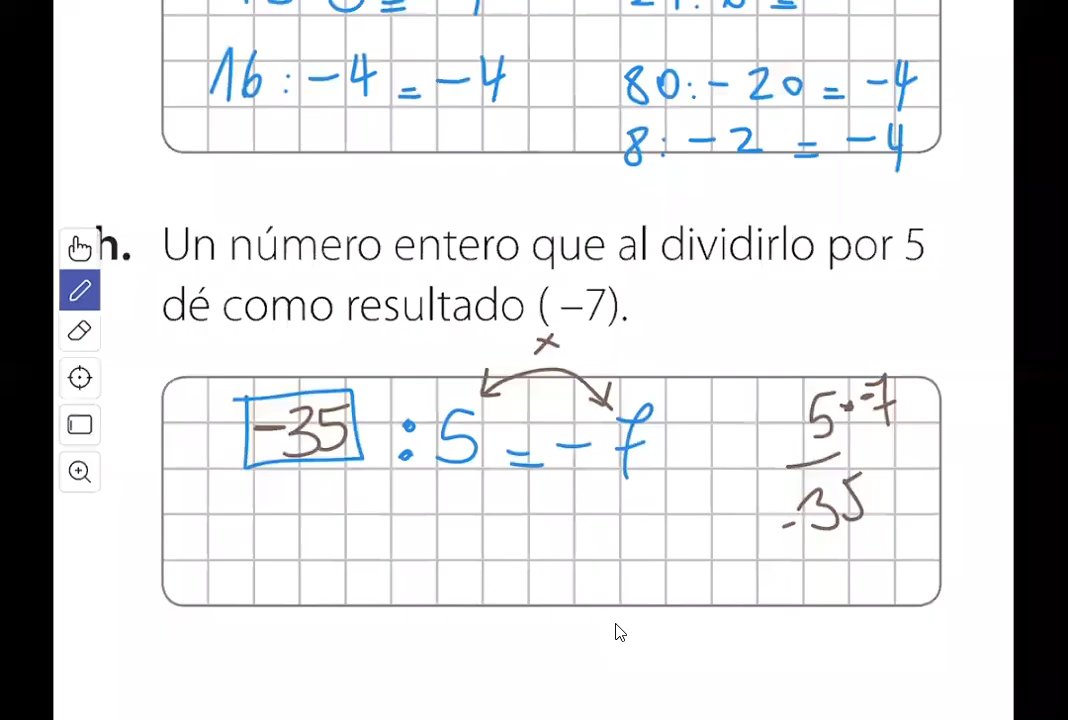 16 : -4 = -4
80 : - 20 = -4
8 : - 2 = -4
h. Un número entero que al dividirlo por 5
dé como resultado ( –7).
x
-35 : 5 = - 7
5 · -7
-35